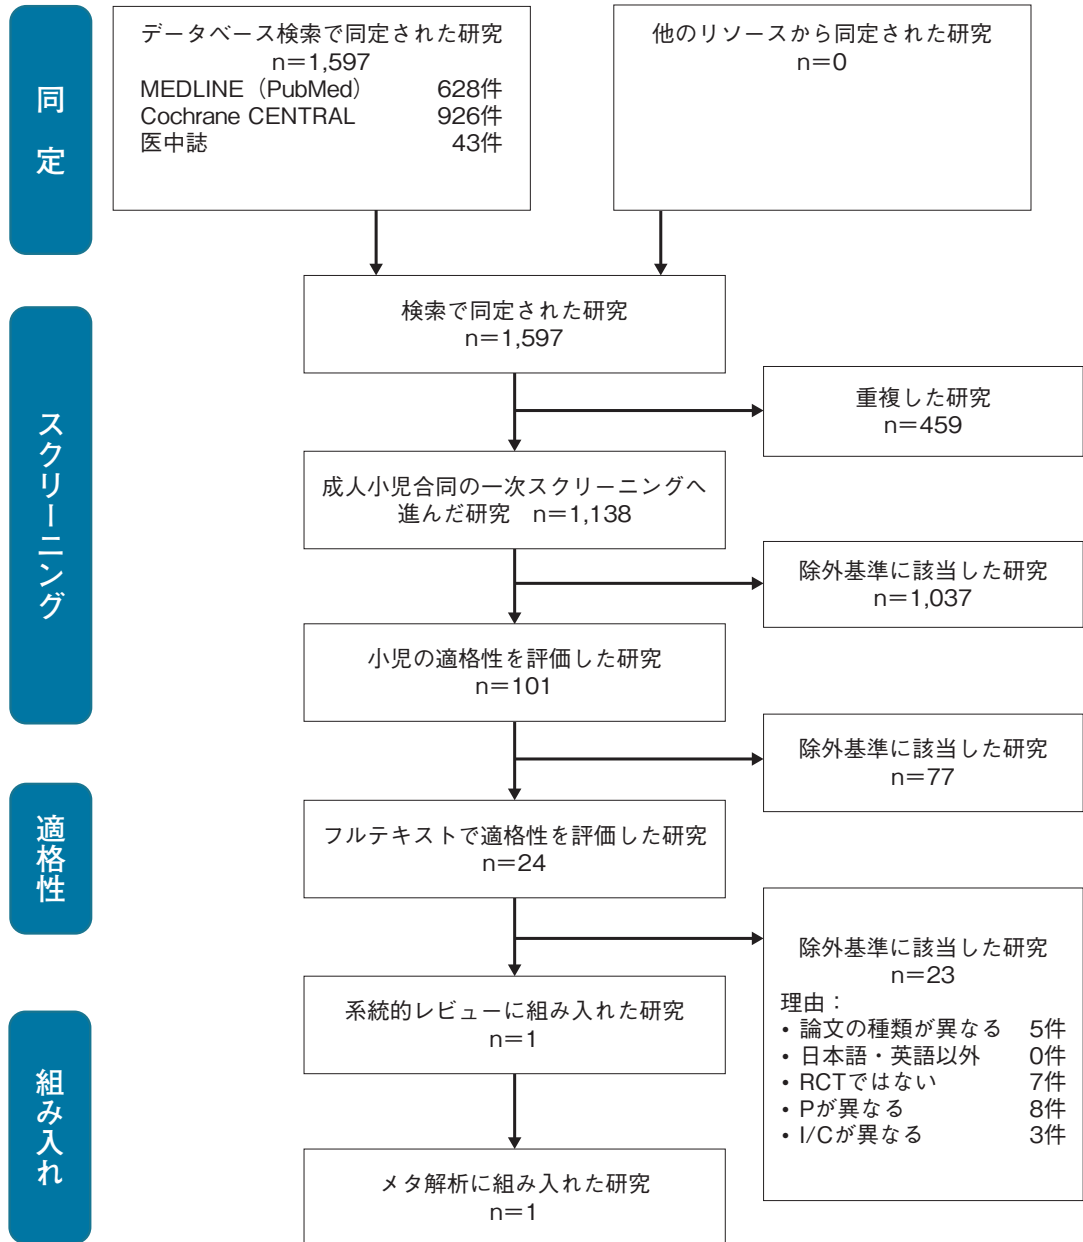 同定
データベース検索で同定された研究
n＝1,597
MEDLINE（PubMed） 628件
Cochrane CENTRAL 926件
医中誌 43件
他のリソースから同定された研究
n＝0
スクリーニング
検索で同定された研究
n＝1,597
重複した研究
n＝459
成人小児合同の一次スクリーニングへ
進んだ研究　n＝1,138
除外基準に該当した研究
n＝1,037
小児の適格性を評価した研究
n＝101
除外基準に該当した研究
n＝77
適格性
フルテキストで適格性を評価した研究
n＝24
除外基準に該当した研究
n＝23
理由：
• 論文の種類が異なる 5件
• 日本語・英語以外 0件
• RCTではない 7件
• Pが異なる 8件
• I/Cが異なる 3件
組み入れ
系統的レビューに組み入れた研究
n＝1
メタ解析に組み入れた研究
n＝1